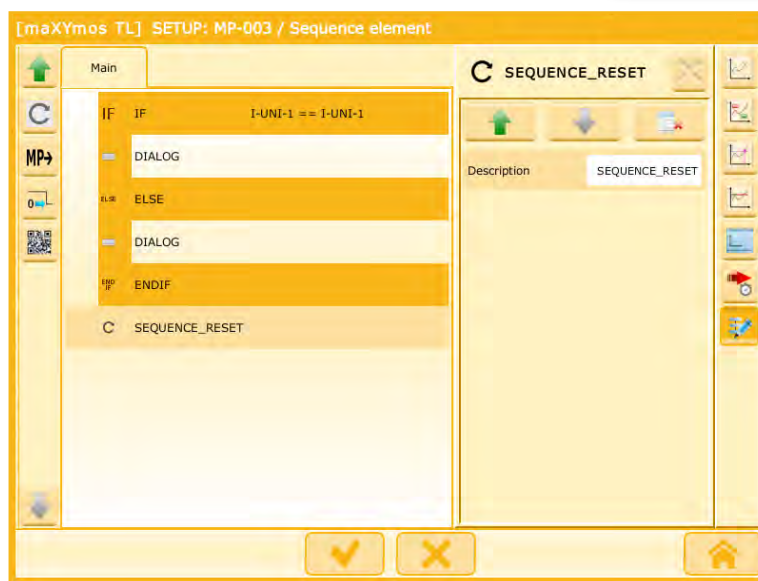 [maXYmos TL] SETUP: MP-003 / Sequence element
Main
SEQUENCE_RESET
IF IF I-UNI-1 == I-UNI-1
MP→
DIALOG
Description SEQUENCE_RESET
0
ELSE ELSE
DIALOG
END IF ENDIF
SEQUENCE_RESET